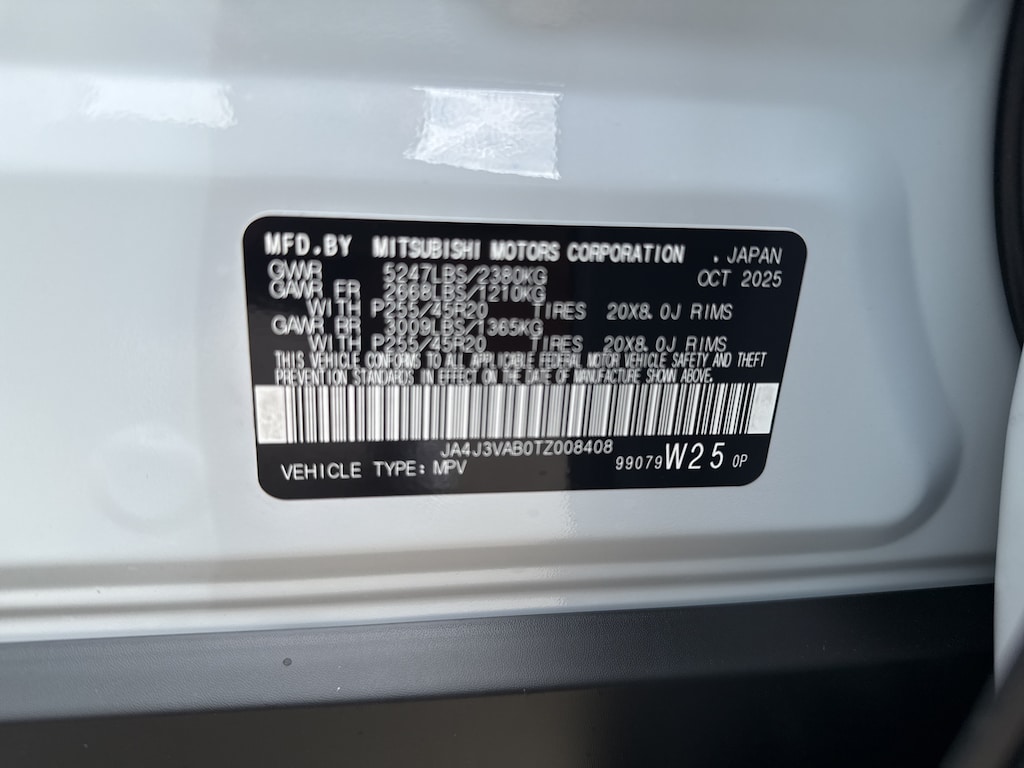 MFD.BY MITSUBISHI MOTORS CORPORATION , JAPAN
GVWR 5247LBS/2380KG OCT 2025
GAWR FR 2668LBS/1210KG
WITH P255/45R20 TIRES 20X8.0J RIMS
GAWR RR 3009LBS/1365KG
WITH P255/45R20 TIRES 20X8.0J RIMS
THIS VEHICLE CONFORMS TO ALL APPLICABLE FEDERAL MOTOR VEHICLE SAFETY AND THEFT
PREVENTION STANDARDS IN EFFECT ON THE DATE OF MANUFACTURE SHOWN ABOVE.
JA4J3VAB0TZ008408
VEHICLE TYPE: MPV 99079 W25 0P